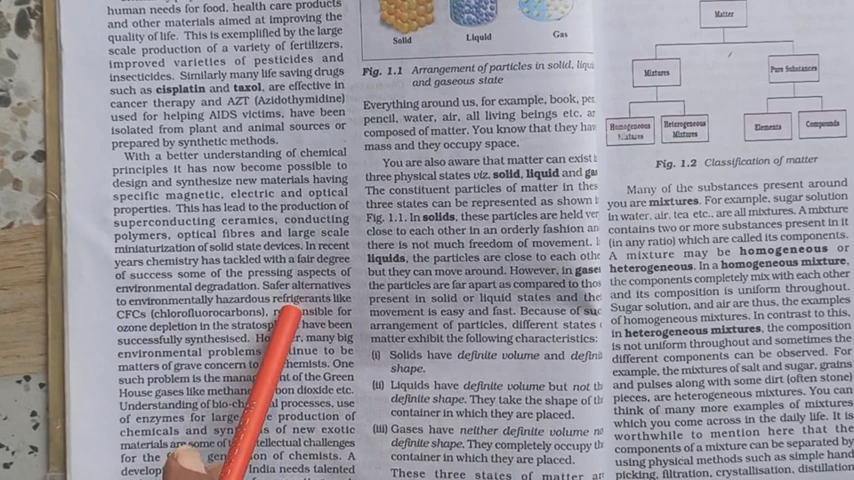 human needs for food, health care products
and other materials aimed at improving the
quality of life. This is exemplified by the large
scale production of a variety of fertilizers,
improved varieties of pesticides and
insecticides. Similarly many life saving drugs
such as cisplatin and taxol, are effective in
cancer therapy and AZT (Azidothymidine)
used for helping AIDS victims, have been
isolated from plant and animal sources or
prepared by synthetic methods.
With a better understanding of chemical
principles it has now become possible to
design and synthesize new materials having
specific magnetic, electric and optical
properties. This has lead to the production of
superconducting ceramics, conducting
polymers, optical fibres and large scale
miniaturization of solid state devices. In recent
years chemistry has tackled with a fair degree
of success some of the pressing aspects of
environmental degradation. Safer alternatives
to environmentally hazardous refrigerants like
CFCs (chlorofluorocarbons), for
ozone depletion in the have been
successfully synthesised. many big
environmental problems to be
matters of grave concern to One
such problem is the of the Green
House gases like methane, dioxide etc.
Understanding of processes, use
of enzymes for production of
chemicals and of new exotic
materials are some of challenges
for the of chemists. A
India needs talented
Solid Liquid Gas
Fig. 1.1 Arrangement of particles in solid,
and gaseous state
Everything around us, for example, book,
pencil, water, air, all living beings etc.
composed of matter. You know that they
mass and they occupy space.
You are also aware that matter can exist
three physical states viz. solid, liquid and
The constituent particles of matter in
three states can be represented as shown
Fig. 1.1. In solids, these particles are held
close to each other in an orderly fashion
there is not much freedom of movement.
liquids, the particles are close to each
but they can move around. However, in
the particles are far apart as compared to
present in solid or liquid states and
movement is easy and fast. Because of
arrangement of particles, different states
matter exhibit the following characteristics:
(i) Solids have definite volume and
shape.
(ii) Liquids have definite volume but not
definite shape. They take the shape of
container in which they are placed.
(iii) Gases have neither definite volume
definite shape. They completely occupy
container in which they are placed.
These three states of matter
Matter
Mixtures Pure Substances
Homogeneous Mixtures Heterogeneous Mixtures Elements Compounds
Fig. 1.2 Classification of matter
Many of the substances present around
you are mixtures. For example, sugar solution
in water, air, tea etc., are all mixtures. A mixture
contains two or more substances present in it
(in any ratio) which are called its components.
A mixture may be homogeneous or
heterogeneous. In a homogeneous mixture,
the components completely mix with each other
and its composition is uniform throughout.
Sugar solution, and air are thus, the examples
of homogeneous mixtures. In contrast to this,
in heterogeneous mixtures, the composition
is not uniform throughout and sometimes the
different components can be observed. For
example, the mixtures of salt and sugar, grains
and pulses along with some dirt (often stone)
pieces, are heterogeneous mixtures. You can
think of many more examples of mixtures
which you come across in the daily life. It is
worthwhile to mention here that the
components of a mixture can be separated by
using physical methods such as simple hand
picking, filtration, crystallisation, distillation